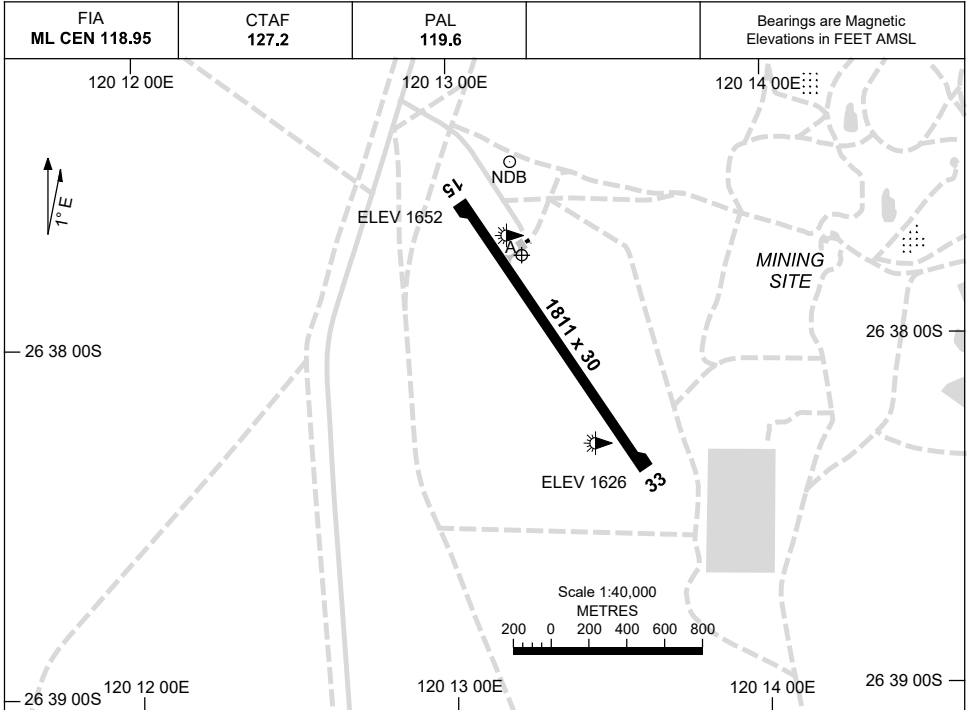 FIA
ML CEN 118.95
CTAF
127.2
PAL
119.6
Bearings are Magnetic
Elevations in FEET AMSL
120 12 00E
120 13 00E
120 14 00E
1° E
NDB
15
ELEV 1652
A
MINING
SITE
1811 x 30
26 38 00S
26 38 00S
ELEV 1626
33
Scale 1:40,000
METRES
200 0 200 400 600 800
26 39 00S
120 12 00E
120 13 00E
120 14 00E
26 39 00S